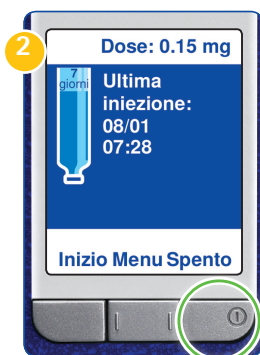 2
Dose: 0.15 mg
7
giorni
Ultima
iniezione:
08/01
07:28
Inizio Menu Spento